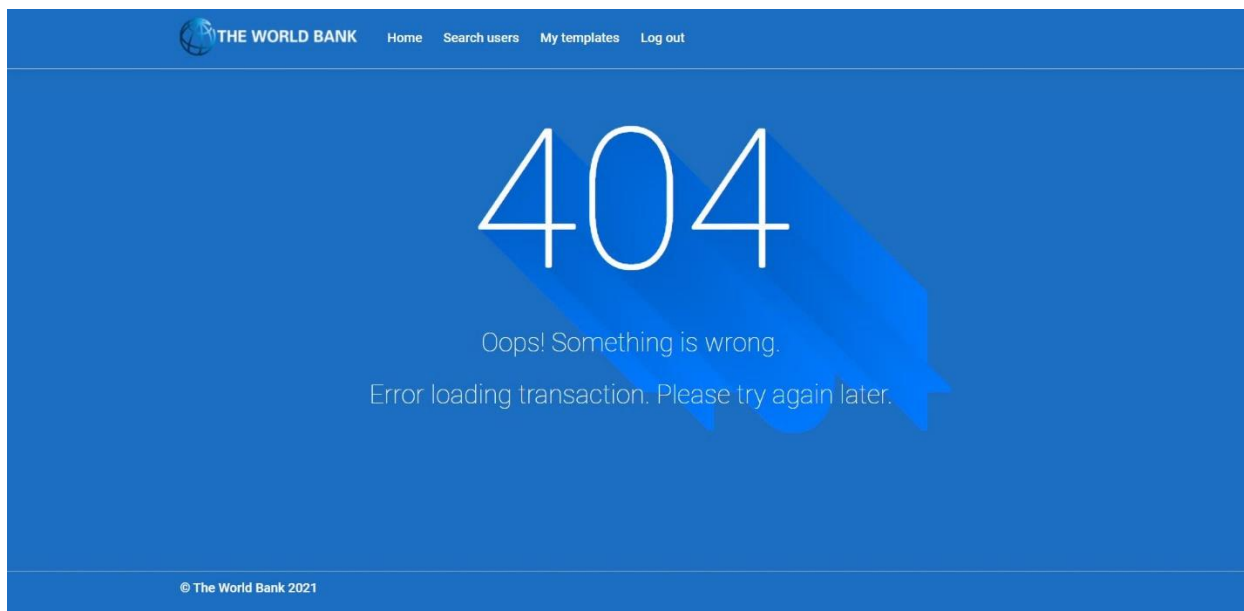 THE WORLD BANK Home Search users My templates Log out
404
Oops! Something is wrong.
Error loading transaction. Please try again later.
© The World Bank 2021